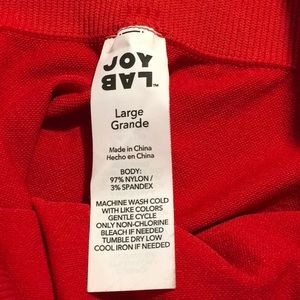 JOY
LAB™
Large
Grande
Made in China
Hecho en China
BODY:
97% NYLON /
3% SPANDEX
MACHINE WASH COLD
WITH LIKE COLORS
GENTLE CYCLE
ONLY NON-CHLORINE
BLEACH IF NEEDED
TUMBLE DRY LOW
COOL IRON IF NEEDED